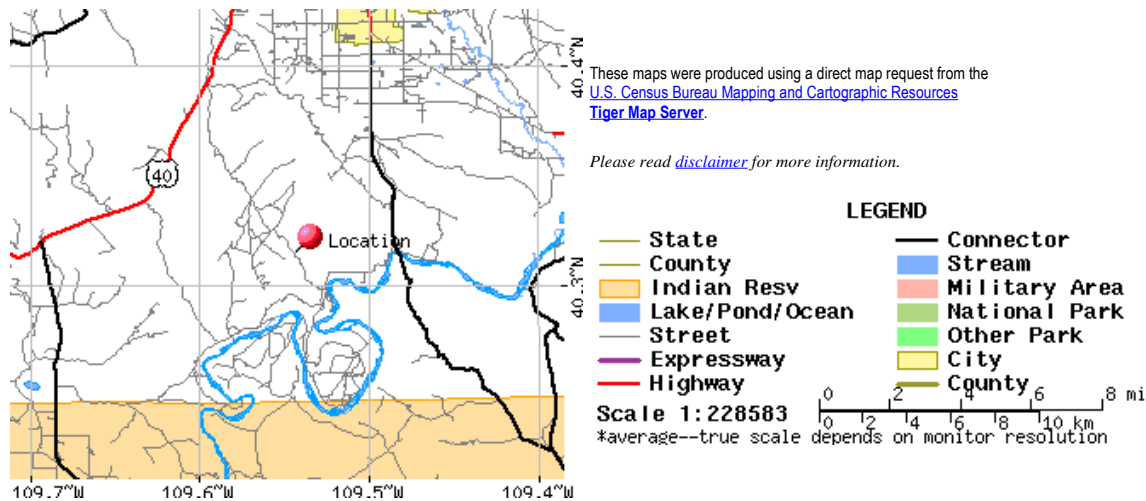 40
Location
40.4°N
40.3°N
109.7°W 109.6°W 109.5°W 109.4°W
These maps were produced using a direct map request from the
U.S. Census Bureau Mapping and Cartographic Resources
Tiger Map Server.
Please read disclaimer for more information.
LEGEND
State
County
Indian Resv
Lake/Pond/Ocean
Street
Expressway
Highway
Connector
Stream
Military Area
National Park
Other Park
City
County
0 2 4 6 8 mi
Scale 1:228583
0 2 4 6 8 10 km
*average--true scale depends on monitor resolution